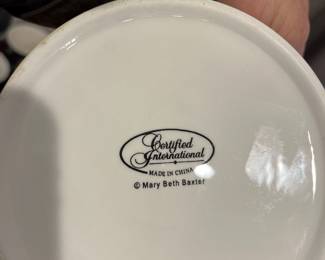 Certified
International
MADE IN CHINA
© Mary Beth Baxter